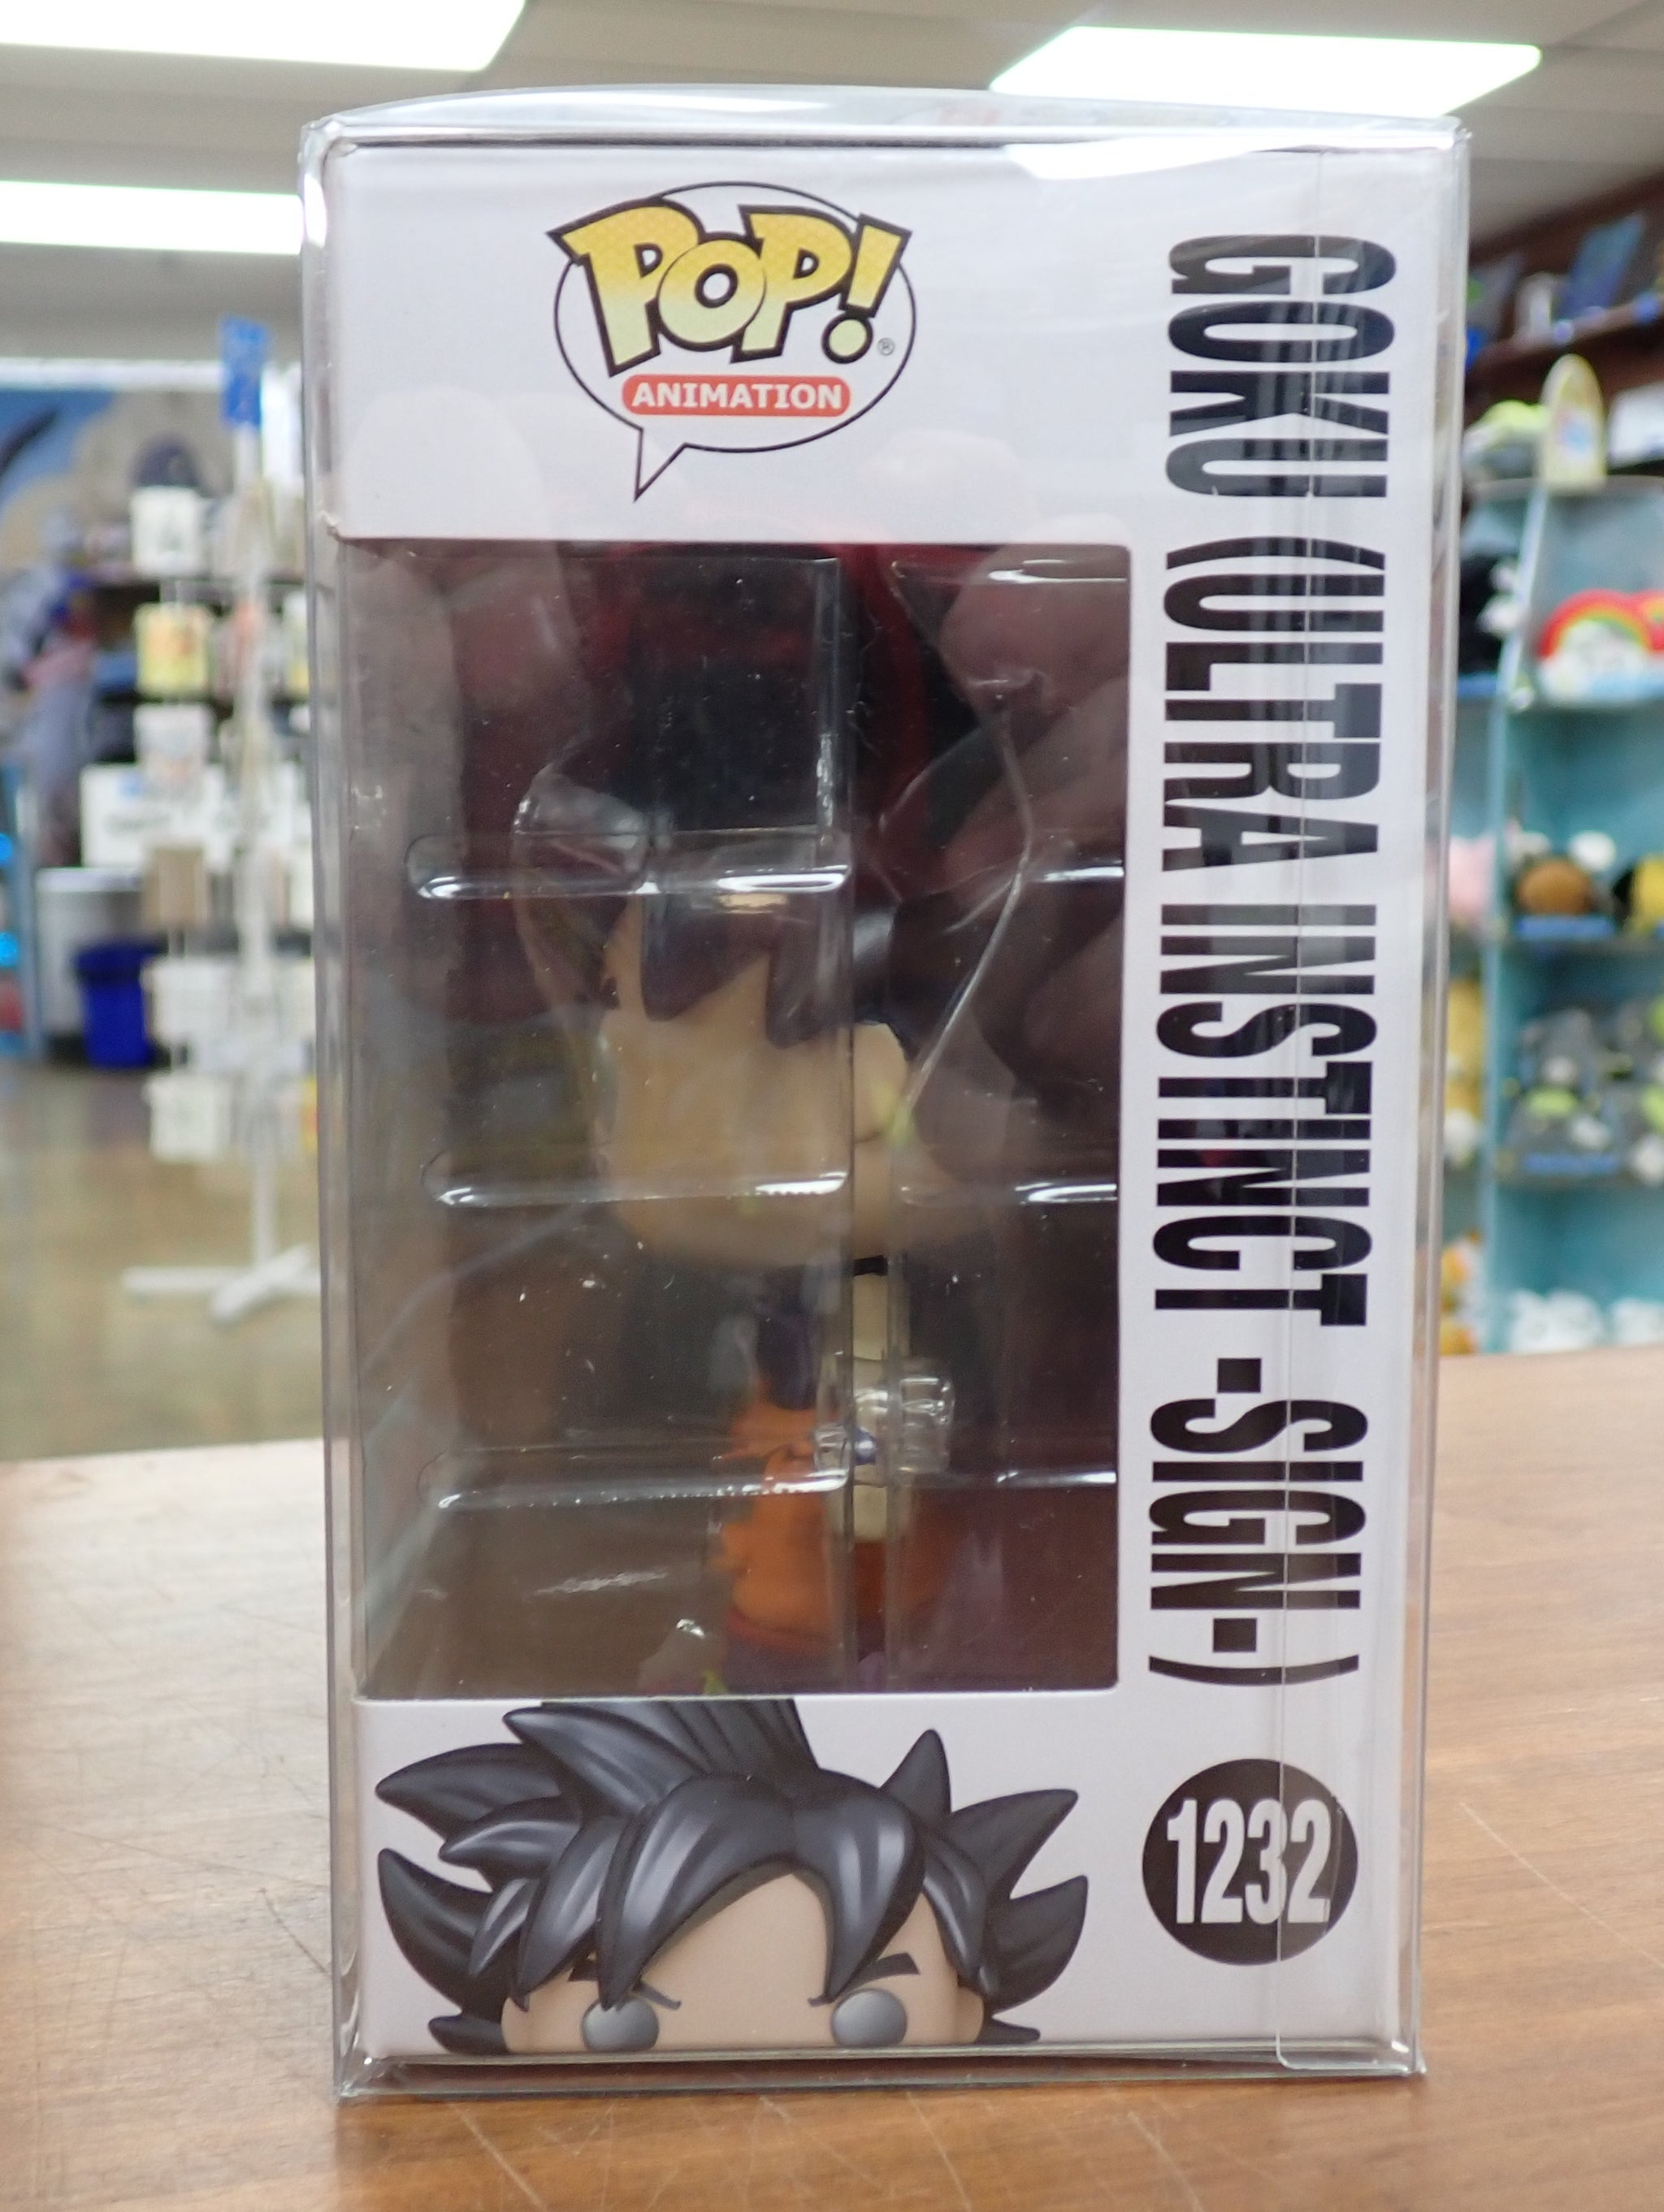 POP!®
ANIMATION
GOKU (ULTRA INSTINCT -SIGN-)
1232